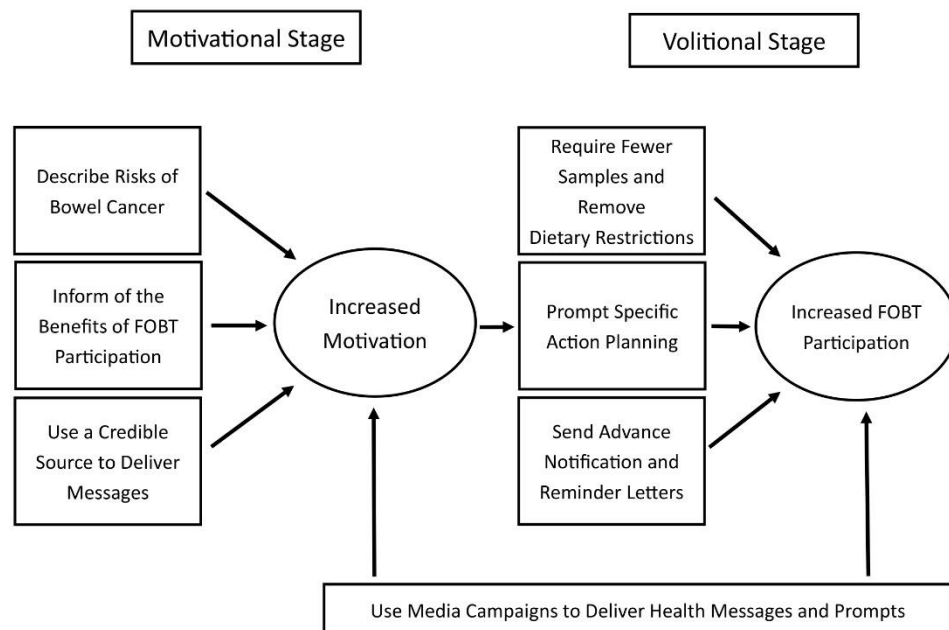 Motivational Stage
Volitional Stage
Describe Risks of
Bowel Cancer
Inform of the
Benefits of FOBT
Participation
Use a Credible
Source to Deliver
Messages
Increased
Motivation
Require Fewer
Samples and
Remove
Dietary Restrictions
Prompt Specific
Action Planning
Send Advance
Notification and
Reminder Letters
Increased FOBT
Participation
Use Media Campaigns to Deliver Health Messages and Prompts